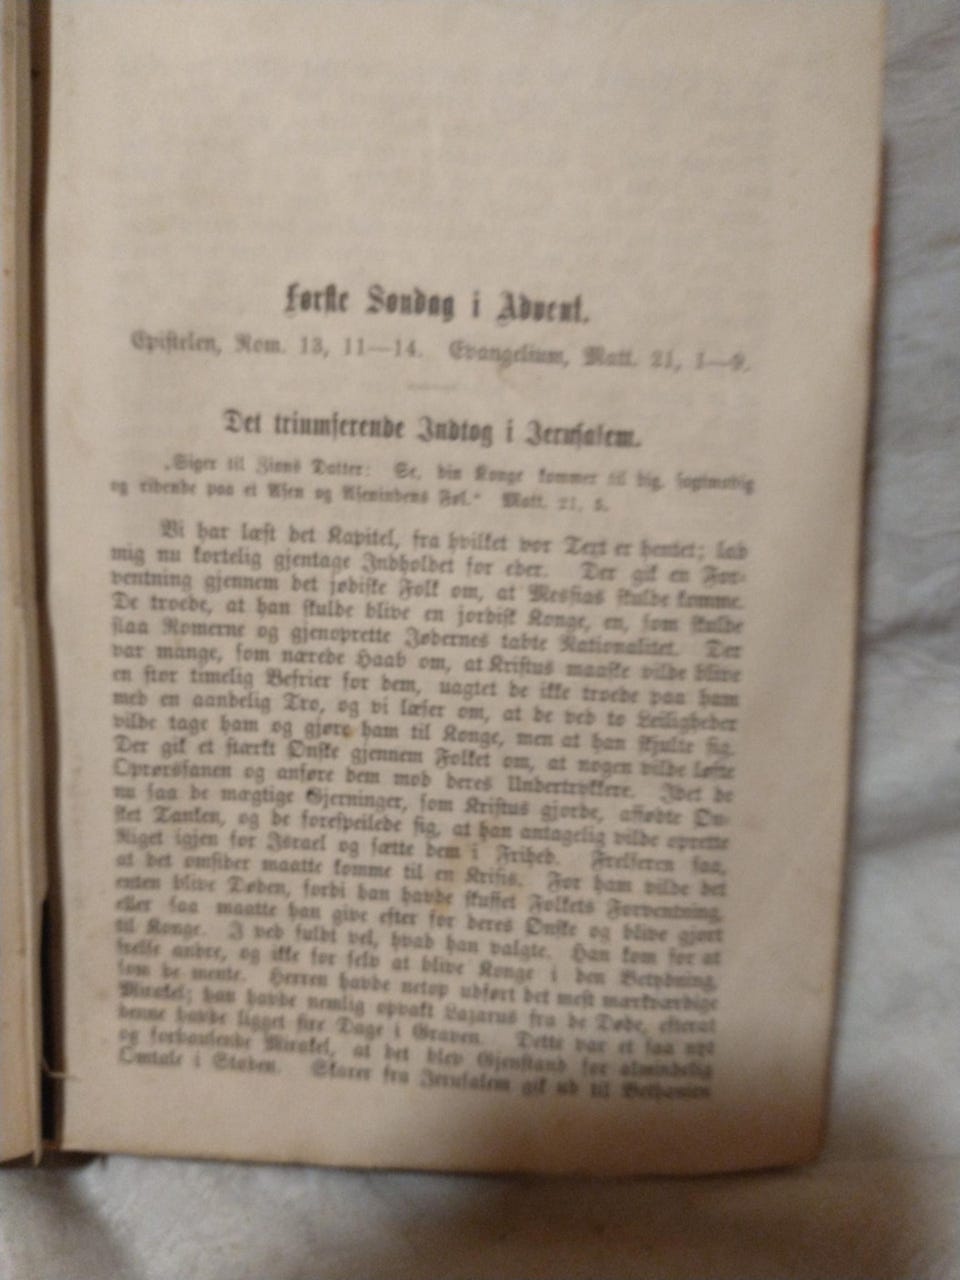 Første Søndag i Advent.
Epistelen, Rom. 13, 11—14. Evangelium, Matt. 21, 1—9.
Det triumferende Indtog i Jerusalem.
„Siger til Zions Datter: Se, din Konge kommer til dig, sagtmodig
og ridende paa et Asen og Asenindens Føl.“ Matt. 21, 5.
Vi har læst det Kapitel, fra hvilket vor Text er hentet; lad
mig nu kortelig gjentage Indholdet for eder. Der gik en For-
ventning gjennem det jødiske Folk om, at Messias skulde komme.
De troede, at han skulde blive en jordisk Konge, en, som skulde
slaa Romerne og gjenoprette Jødernes tabte Nationalitet. Der
var mange, som nærede Haab om, at Kristus maaske vilde blive
en stor timelig Befrier for dem, uagtet de ikke troede paa ham
med en aandelig Tro, og vi læser om, at de ved to Leiligheder
vilde tage ham og gjøre ham til Konge, men at han skjulte sig.
Der gik et stærkt Ønske gjennem Folket om, at nogen vilde løfte
Oprørsfanen og anføre dem mod deres Undertrykkere. Idet de
nu saa de mægtige Gjerninger, som Kristus gjorde, affødte Øn-
sket Tanken, og de forespeilede sig, at han antagelig vilde oprette
Riget igjen for Israel og sætte dem i Frihed. Frelseren saa,
at det omsider maatte komme til en Krisis. For ham vilde det
enten blive Døden, fordi han havde skuffet Folkets Forventning,
eller saa maatte han give efter for deres Ønske og blive gjort
til Konge. I ved fuldt vel, hvad han valgte. Han kom for at
frelse andre, og ikke for selv at blive Konge i den Betydning,
som de mente. Herren havde netop udført det mest mærkværdige
Mirakel; han havde nemlig opvakt Lazarus fra de Døde, efterat
denne havde ligget fire Dage i Graven. Dette var et saa nyt
og forbausende Mirakel, at det blev Gjenstand for almindelig
Omtale i Staden. Skarer fra Jerusalem gik ud til Bethanien